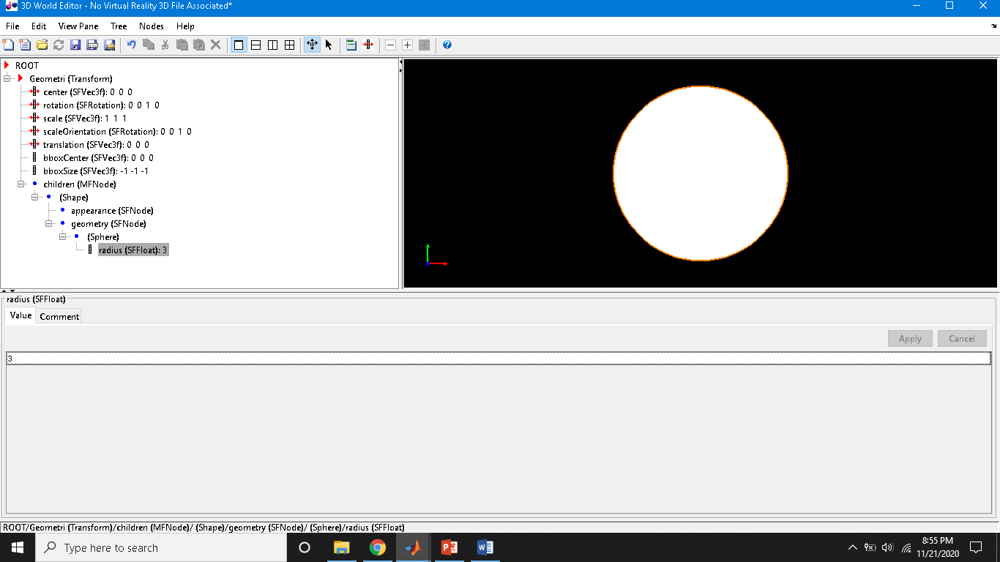 3D World Editor - No Virtual Reality 3D File Associated*
File Edit View Pane Tree Nodes Help
ROOT
Geometri (Transform)
center (SFVec3f): 0 0 0
rotation (SFRotation): 0 0 1 0
scale (SFVec3f): 1 1 1
scaleOrientation (SFRotation): 0 0 1 0
translation (SFVec3f): 0 0 0
bboxCenter (SFVec3f): 0 0 0
bboxSize (SFVec3f): -1 -1 -1
children (MFNode)
(Shape)
appearance (SFNode)
geometry (SFNode)
(Sphere)
radius (SFFloat): 3
radius (SFFloat)
Value Comment
Apply Cancel
3
ROOT/Geometri (Transform)/children (MFNode)/ (Shape)/geometry (SFNode)/ (Sphere)/radius (SFFloat)
Type here to search
8:55 PM
11/21/2020